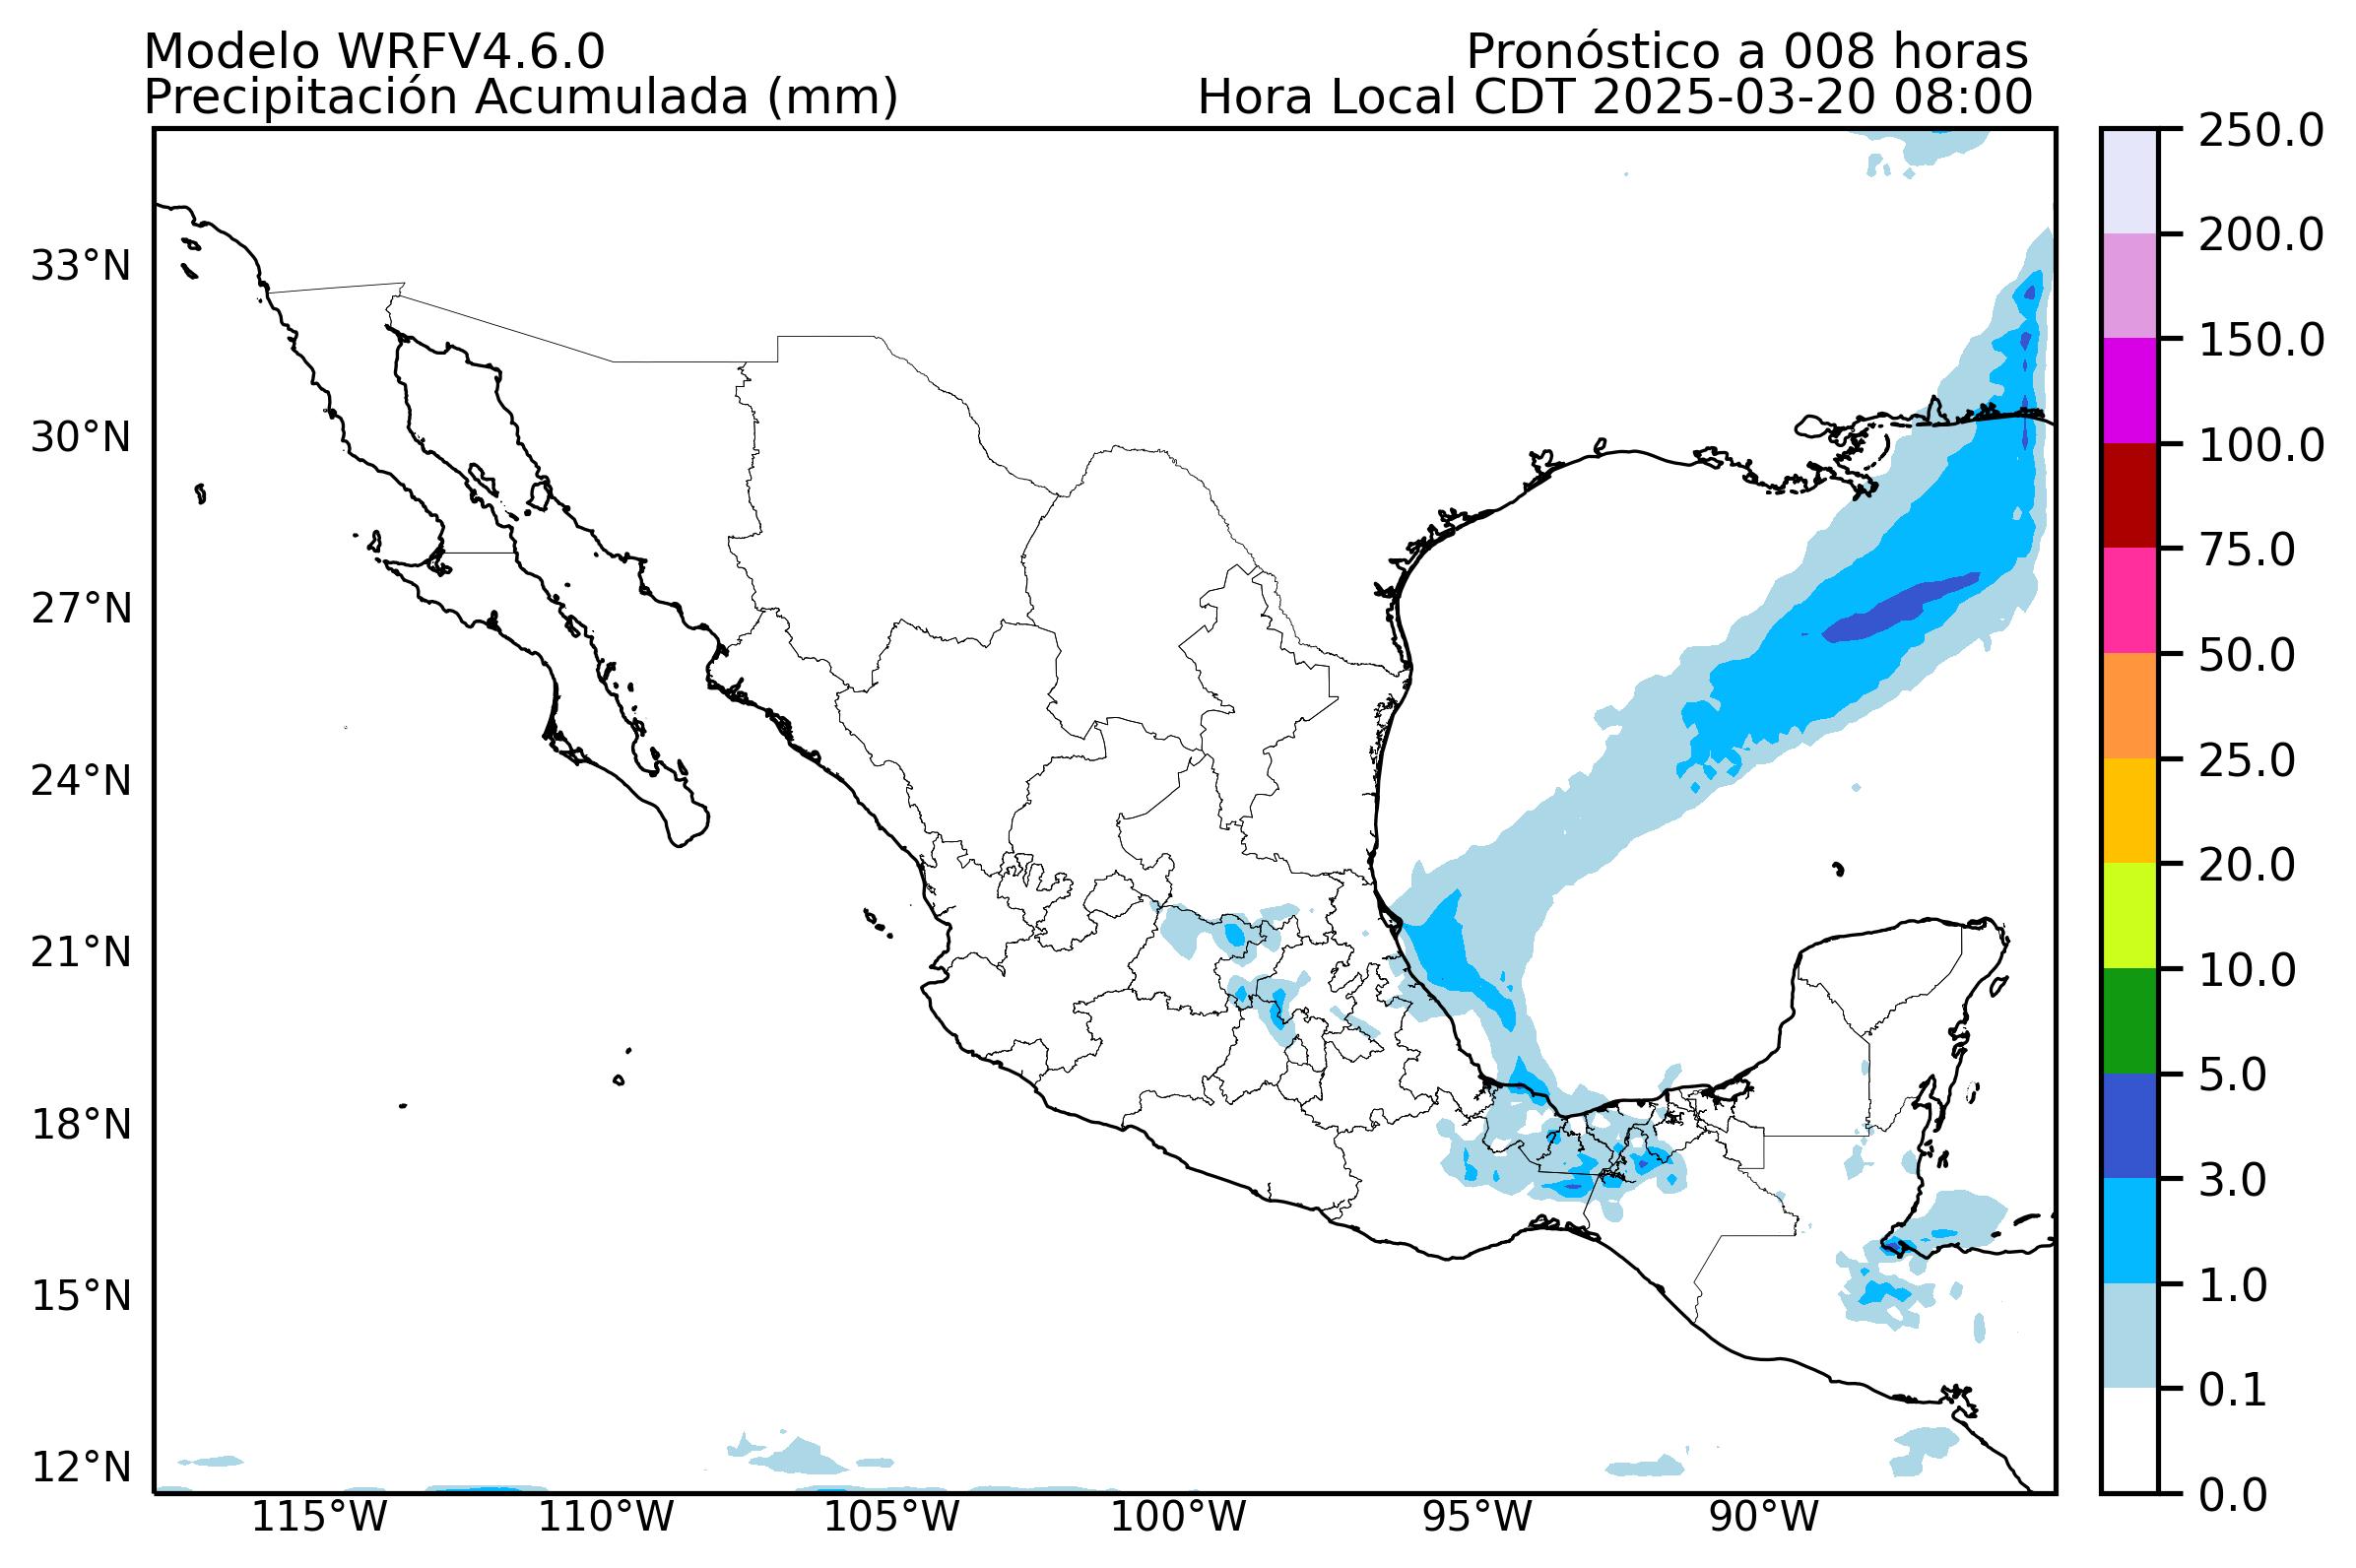 Modelo WRFV4.6.0
Pronóstico a 008 horas
Precipitación Acumulada (mm)
Hora Local CDT 2025-03-20 08:00
33°N
30°N
27°N
24°N
21°N
18°N
15°N
12°N
115°W
110°W
105°W
100°W
95°W
90°W
250.0
200.0
150.0
100.0
75.0
50.0
25.0
20.0
10.0
5.0
3.0
1.0
0.1
0.0